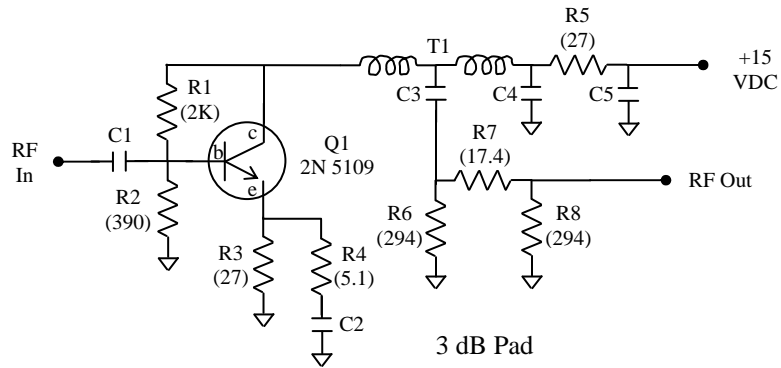 R1
(2K)
C1
RF
In
R2
(390)
b
c
e
Q1
2N 5109
R3
(27)
R4
(5.1)
C2
T1
C3
C4
R5
(27)
C5
+15
VDC
R7
(17.4)
R6
(294)
R8
(294)
RF Out
3 dB Pad